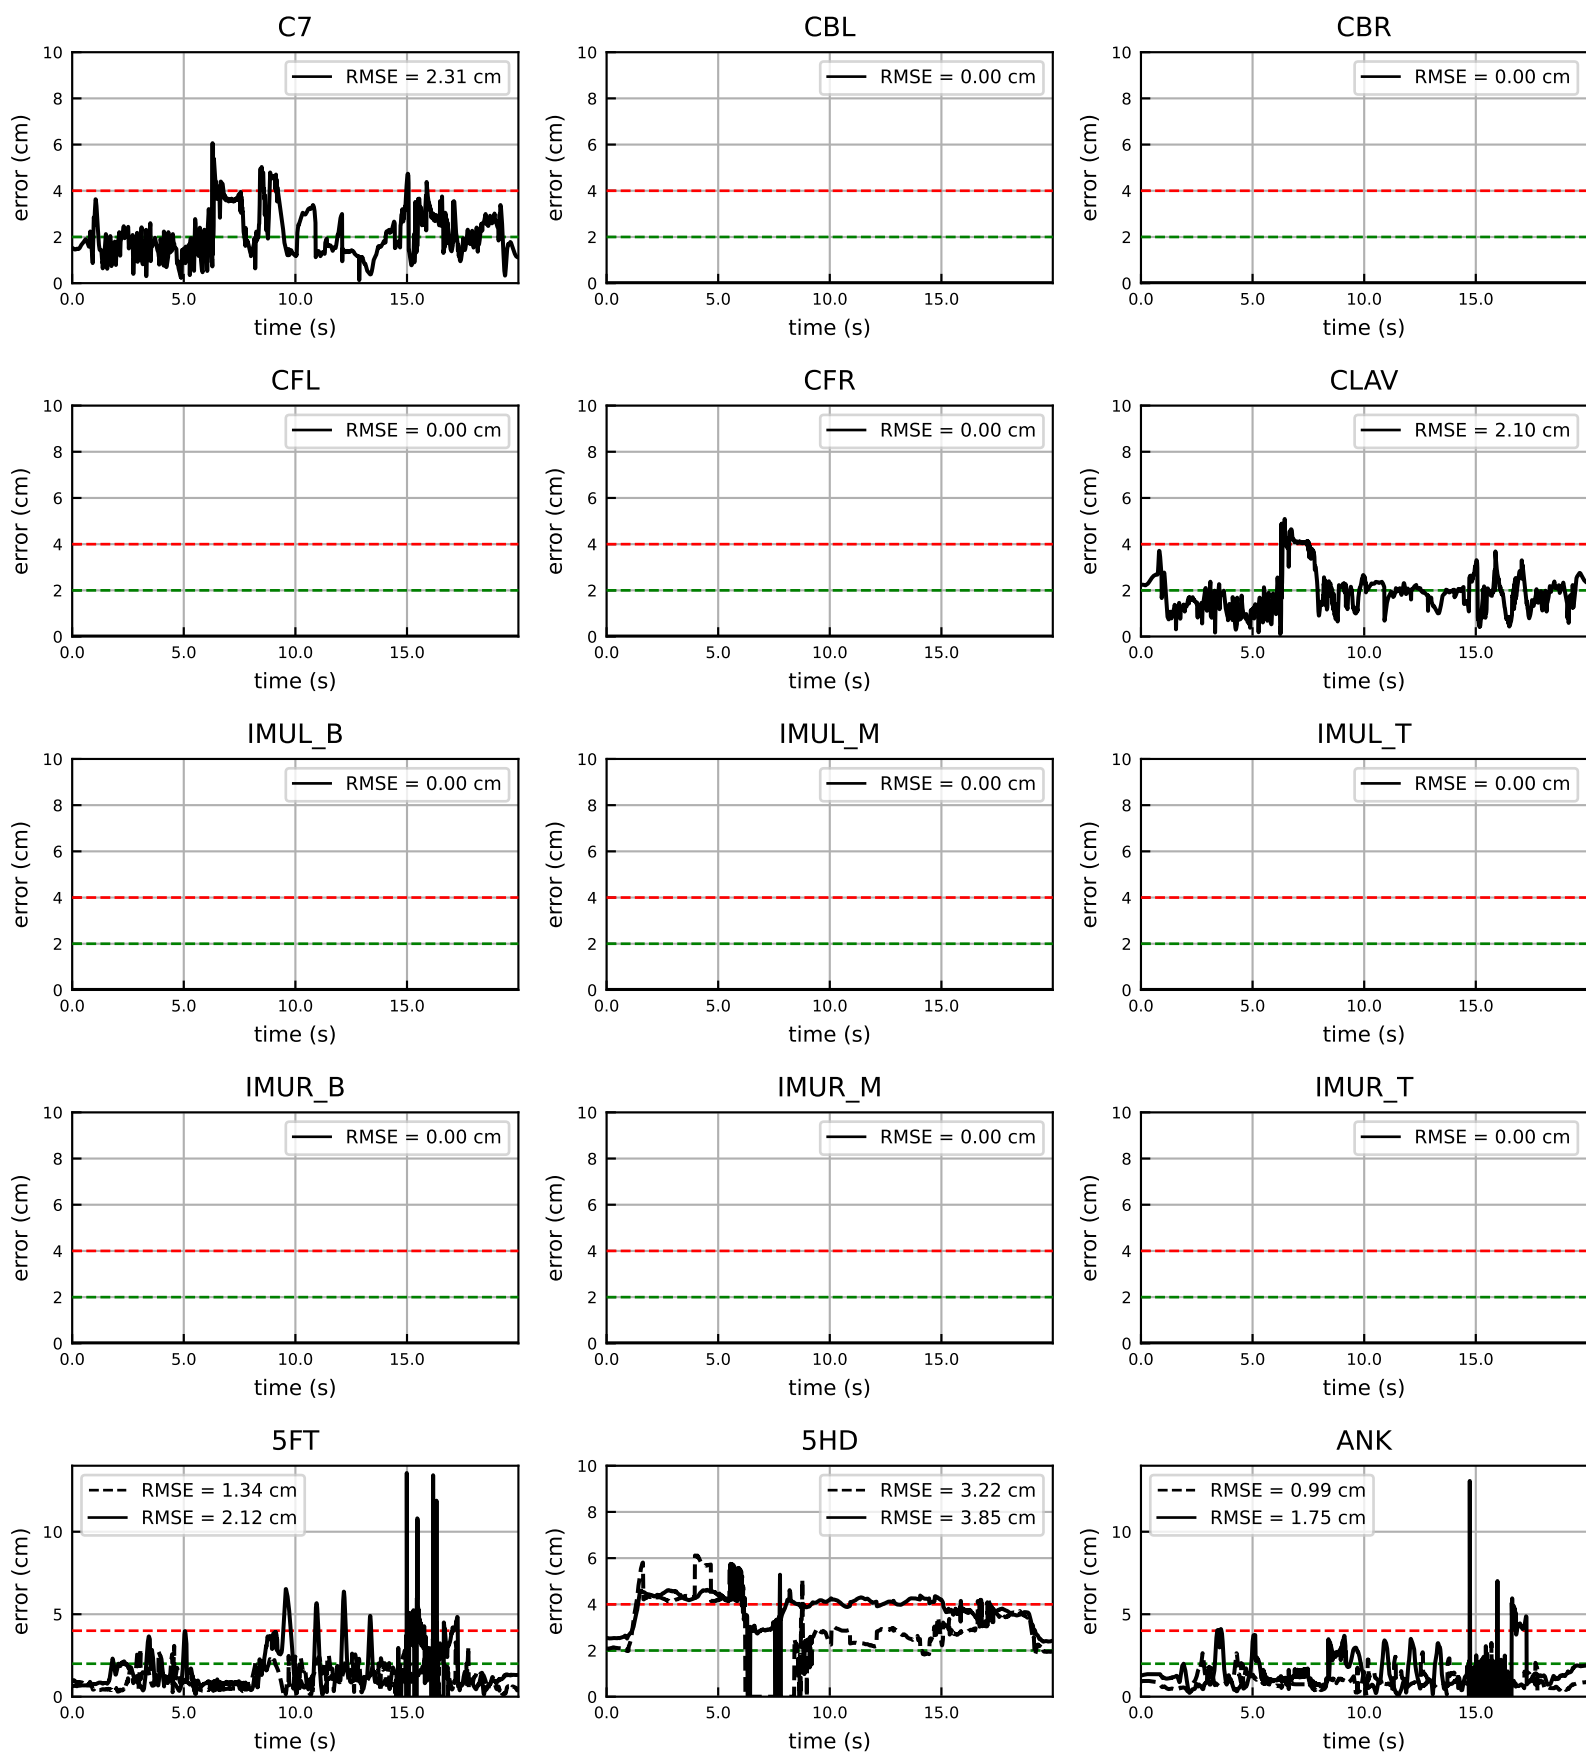 C7
CBL
CBR
10
8
6
4
2
0
error (cm)
RMSE = 2.31 cm
0.0 5.0 10.0 15.0
time (s)
10
8
6
4
2
0
error (cm)
RMSE = 0.00 cm
0.0 5.0 10.0 15.0
time (s)
10
8
6
4
2
0
error (cm)
RMSE = 0.00 cm
0.0 5.0 10.0 15.0
time (s)
CFL
CFR
CLAV
10
8
6
4
2
0
error (cm)
RMSE = 0.00 cm
0.0 5.0 10.0 15.0
time (s)
10
8
6
4
2
0
error (cm)
RMSE = 0.00 cm
0.0 5.0 10.0 15.0
time (s)
10
8
6
4
2
0
error (cm)
RMSE = 2.10 cm
0.0 5.0 10.0 15.0
time (s)
IMUL_B
IMUL_M
IMUL_T
10
8
6
4
2
0
error (cm)
RMSE = 0.00 cm
0.0 5.0 10.0 15.0
time (s)
10
8
6
4
2
0
error (cm)
RMSE = 0.00 cm
0.0 5.0 10.0 15.0
time (s)
10
8
6
4
2
0
error (cm)
RMSE = 0.00 cm
0.0 5.0 10.0 15.0
time (s)
IMUR_B
IMUR_M
IMUR_T
10
8
6
4
2
0
error (cm)
RMSE = 0.00 cm
0.0 5.0 10.0 15.0
time (s)
10
8
6
4
2
0
error (cm)
RMSE = 0.00 cm
0.0 5.0 10.0 15.0
time (s)
10
8
6
4
2
0
error (cm)
RMSE = 0.00 cm
0.0 5.0 10.0 15.0
time (s)
5FT
5HD
ANK
10
5
0
error (cm)
RMSE = 1.34 cm
RMSE = 2.12 cm
0.0 5.0 10.0 15.0
time (s)
10
8
6
4
2
0
error (cm)
RMSE = 3.22 cm
RMSE = 3.85 cm
0.0 5.0 10.0 15.0
time (s)
10
5
0
error (cm)
RMSE = 0.99 cm
RMSE = 1.75 cm
0.0 5.0 10.0 15.0
time (s)